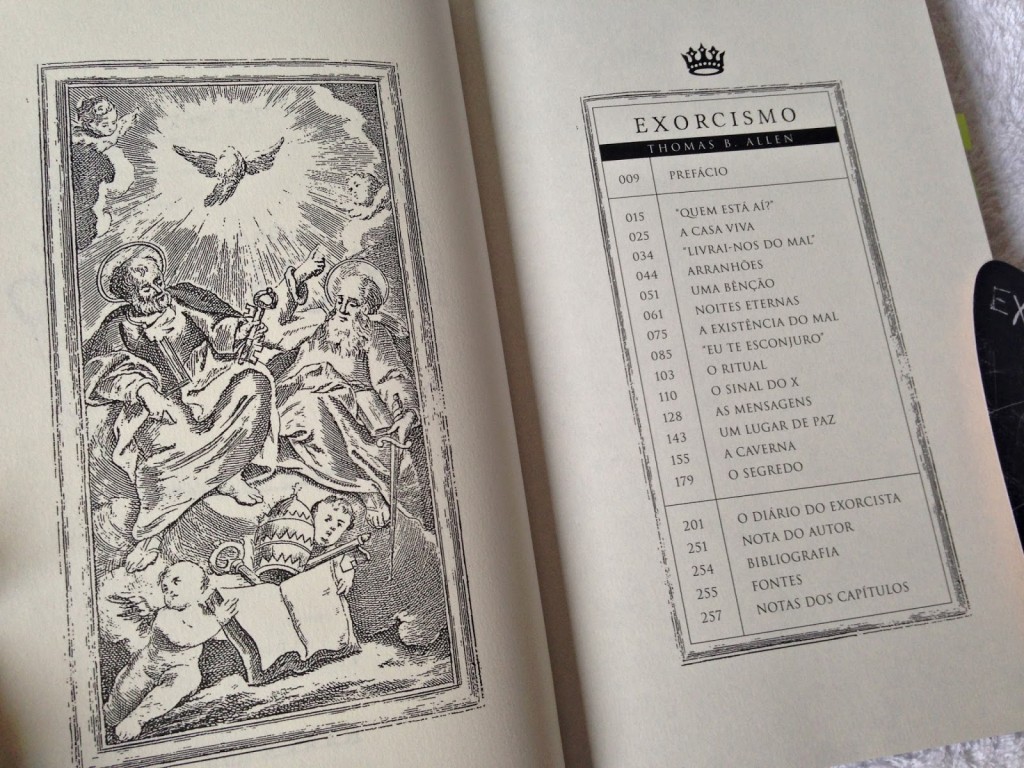 EXORCISMO
THOMAS B. ALLEN
009 PREFÁCIO
015 "QUEM ESTÁ AÍ?"
025 A CASA VIVA
034 "LIVRAI-NOS DO MAL"
044 ARRANHÕES
051 UMA BÊNÇÃO
061 NOITES ETERNAS
075 A EXISTÊNCIA DO MAL
085 "EU TE ESCONJURO"
103 O RITUAL
110 O SINAL DO X
128 AS MENSAGENS
143 UM LUGAR DE PAZ
155 A CAVERNA
179 O SEGREDO
201 O DIÁRIO DO EXORCISTA
251 NOTA DO AUTOR
254 BIBLIOGRAFIA
255 FONTES
257 NOTAS DOS CAPÍTULOS
EX